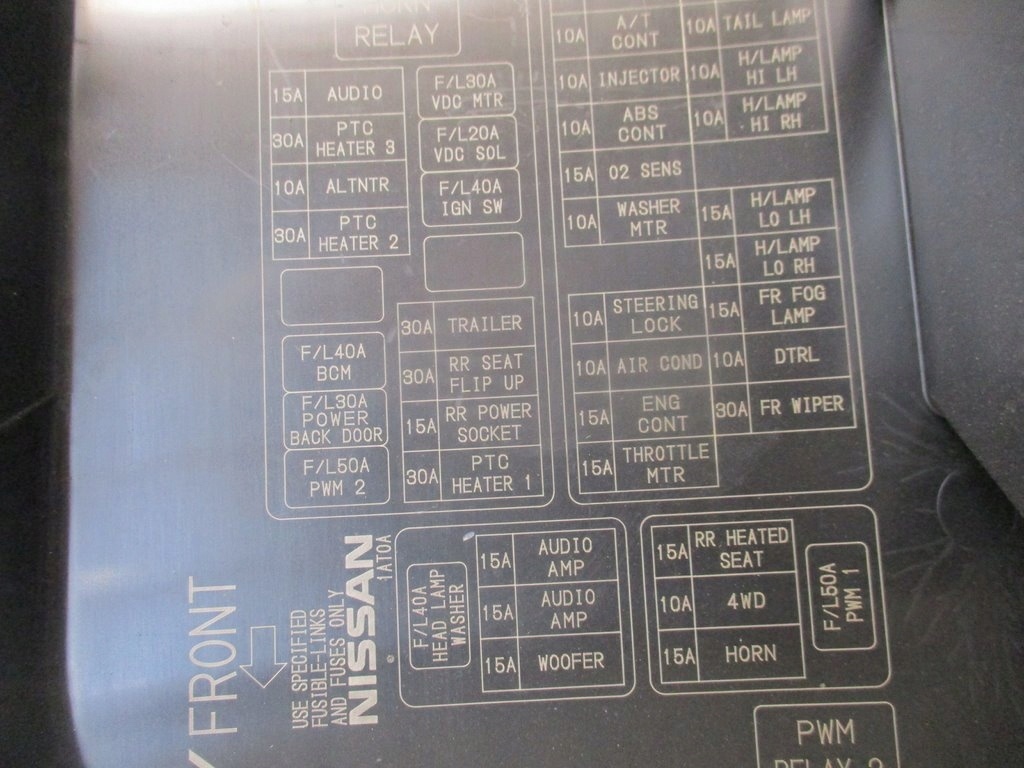 RELAY
15A AUDIO
30A PTC
HEATER 3
10A ALTNTR
30A PTC
HEATER 2
F/L30A
VDC MTR
F/L20A
VDC SOL
F/L40A
IGN SW
F/L40A
BCM
F/L30A
POWER
BACK DOOR
F/L50A
PWM 2
30A TRAILER
30A RR SEAT
FLIP UP
15A RR POWER
SOCKET
30A PTC
HEATER 1
10A A/T
CONT
10A INJECTOR
10A ABS
CONT
15A O2 SENS
10A WASHER
MTR
10A TAIL LAMP
10A H/LAMP
HI LH
10A H/LAMP
HI RH
15A H/LAMP
LO LH
15A H/LAMP
LO RH
10A STEERING
LOCK
10A AIR COND
15A ENG
CONT
15A THROTTLE
MTR
15A FR FOG
LAMP
10A DTRL
30A FR WIPER
FRONT
USE SPECIFIED
FUSIBLE-LINKS
AND FUSES ONLY
NISSAN
1AT0A
F/L40A
HEAD LAMP
WASHER
15A AUDIO
AMP
15A AUDIO
AMP
15A WOOFER
15A RR HEATED
SEAT
10A 4WD
15A HORN
F/L50A
PWM 1
PWM
RELAY 2